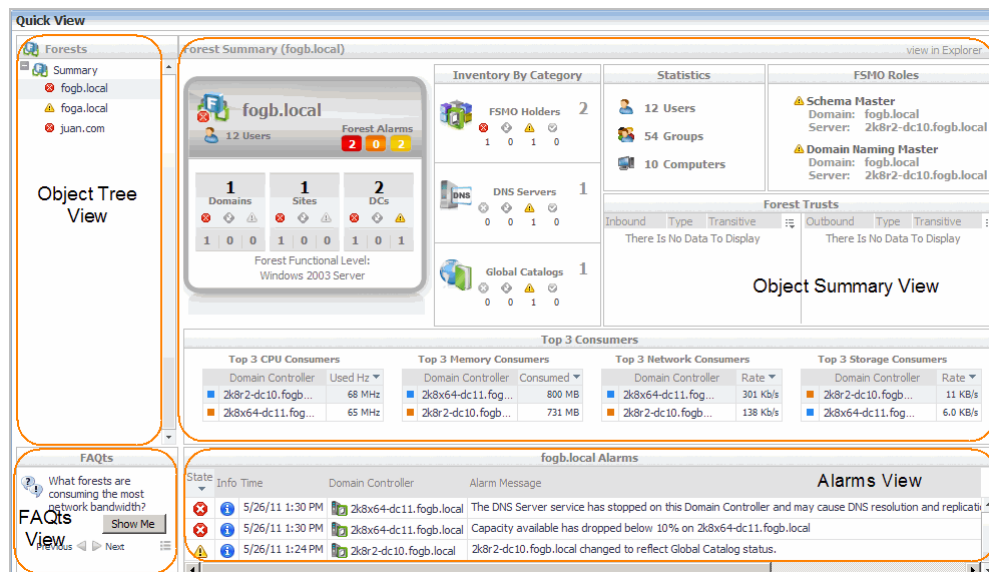 Quick View
Forests
Summary
fogb.local
foga.local
juan.com
Object Tree
View
Forest Summary (fogb.local)
view in Explorer
fogb.local
12 Users
Forest Alarms
2 0 2
1
Domains
1 0 0
1
Sites
1 0 0
2
DCs
1 0 1
Forest Functional Level:
Windows 2003 Server
Inventory By Category
FSMO Holders 2
1 0 1 0
DNS
DNS Servers 1
0 0 1 0
Global Catalogs 1
0 0 1 0
Statistics
12 Users
54 Groups
10 Computers
FSMO Roles
Schema Master
Domain: fogb.local
Server: 2k8r2-dc10.fogb.local
Domain Naming Master
Domain: fogb.local
Server: 2k8r2-dc10.fogb.local
Forest Trusts
Inbound Type Transitive
There Is No Data To Display
Outbound Type Transitive
There Is No Data To Display
Object Summary View
Top 3 Consumers
Top 3 CPU Consumers
Domain Controller Used Hz
2k8r2-dc10.fogb... 68 MHz
2k8x64-dc11.fog... 65 MHz
Top 3 Memory Consumers
Domain Controller Consumed
2k8x64-dc11.fog... 800 MB
2k8r2-dc10.fogb... 731 MB
Top 3 Network Consumers
Domain Controller Rate
2k8x64-dc11.fog... 301 Kb/s
2k8r2-dc10.fogb... 138 Kb/s
Top 3 Storage Consumers
Domain Controller Rate
2k8r2-dc10.fogb... 11 KB/s
2k8x64-dc11.fog... 6.0 KB/s
FAQts
What forests are
consuming the most
network bandwidth?
Show Me
Previous Next
FAQts
View
fogb.local Alarms
State Info Time Domain Controller Alarm Message
Alarms View
5/26/11 1:30 PM 2k8x64-dc11.fogb.local The DNS Server service has stopped on this Domain Controller and may cause DNS resolution and replicati
5/26/11 1:30 PM 2k8x64-dc11.fogb.local Capacity available has dropped below 10% on 2k8x64-dc11.fogb.local
5/26/11 1:24 PM 2k8r2-dc10.fogb.local 2k8r2-dc10.fogb.local changed to reflect Global Catalog status.